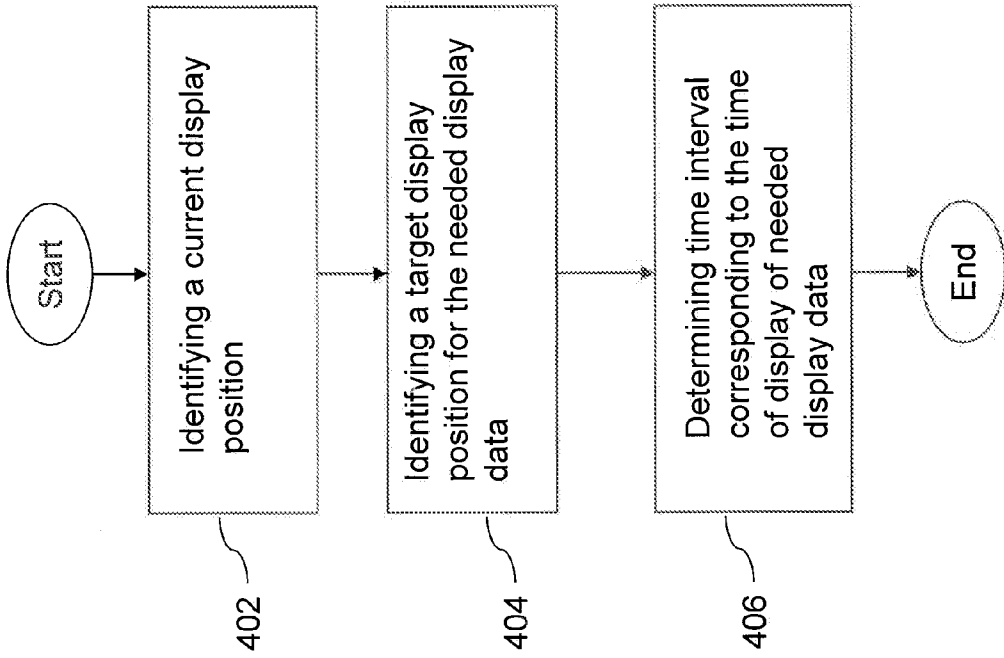 Start
Identifying a current display
position
402
Identifying a target display
position for the needed display
data
404
Determining time interval
corresponding to the time
of display of needed
display data
406
End